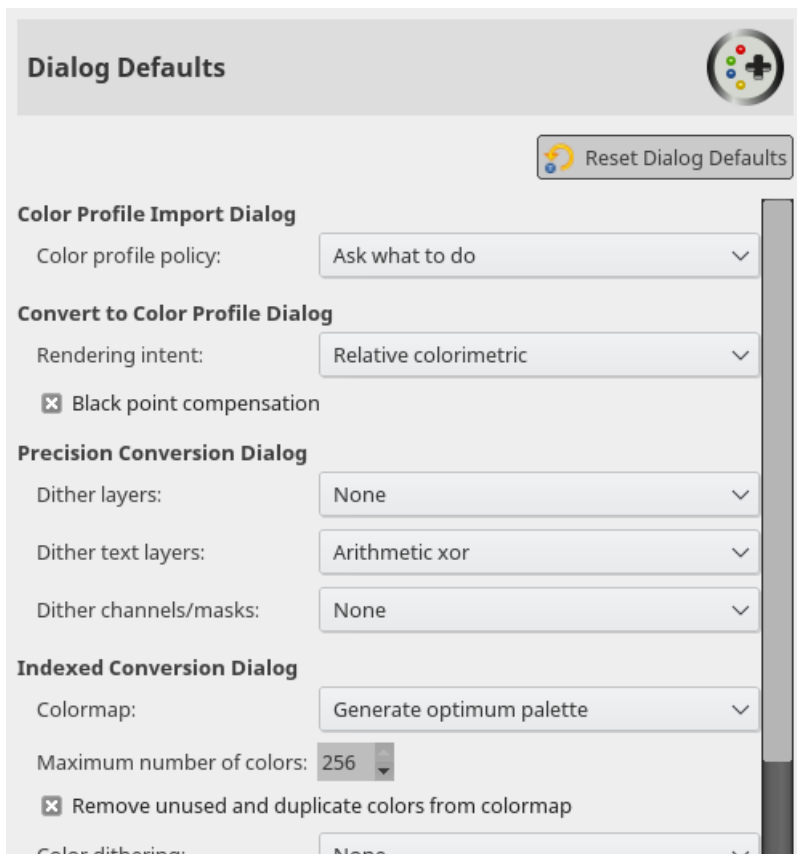 Dialog Defaults
Reset Dialog Defaults
Color Profile Import Dialog
Color profile policy: Ask what to do
Convert to Color Profile Dialog
Rendering intent: Relative colorimetric
Black point compensation
Precision Conversion Dialog
Dither layers: None
Dither text layers: Arithmetic xor
Dither channels/masks: None
Indexed Conversion Dialog
Colormap: Generate optimum palette
Maximum number of colors: 256
Remove unused and duplicate colors from colormap
Color dithering: None